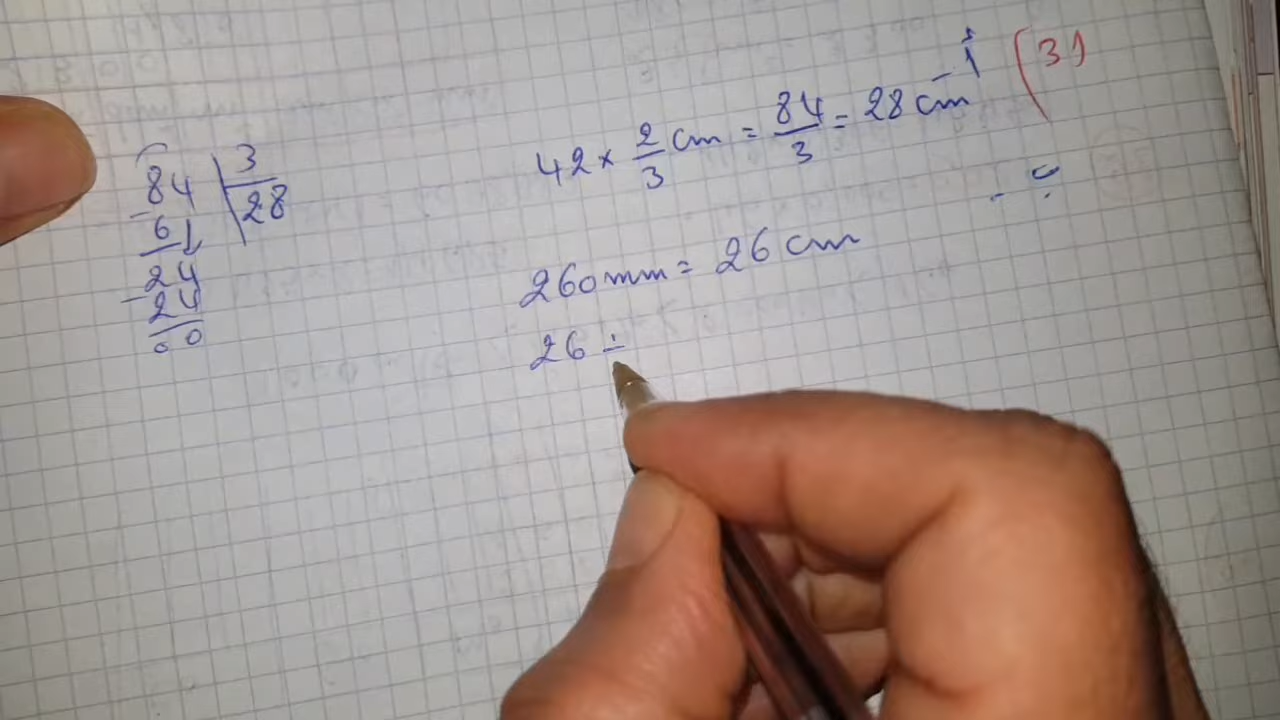 (3)
أ -
42 × 2/3 cm = 84/3 = 28 cm
ب -
260 mm = 26 cm
26 ÷
84 | 3
- 6 | 28
24
- 24
00